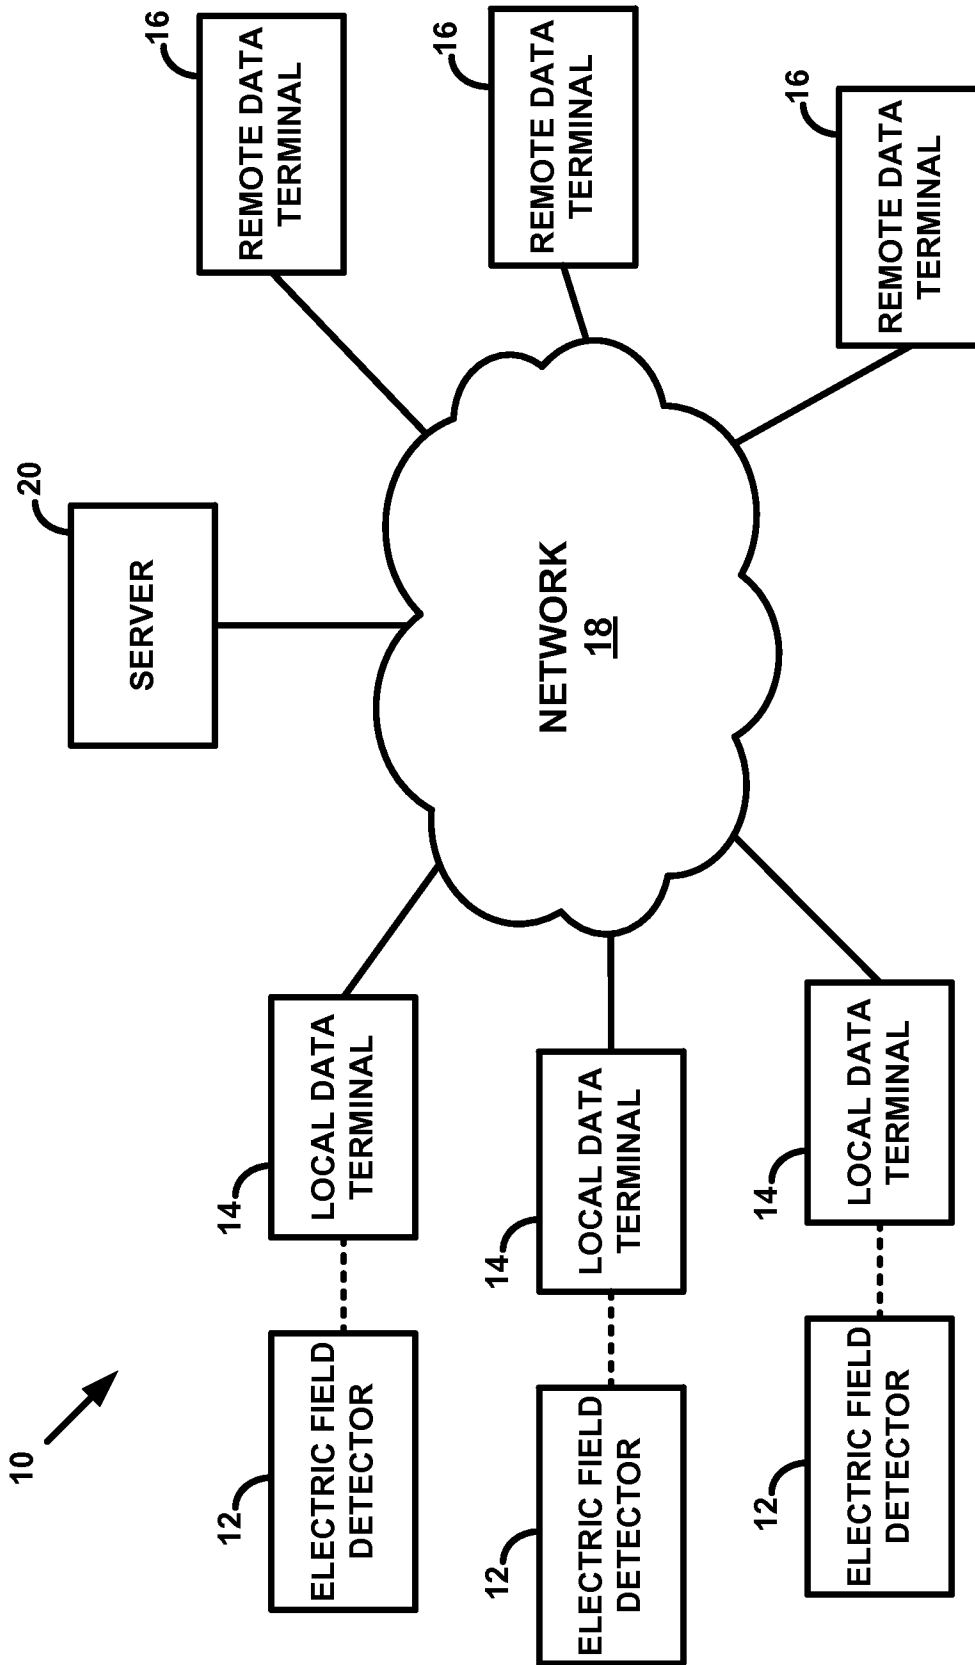 10
20
SERVER
16
REMOTE DATA
TERMINAL
12
ELECTRIC FIELD
DETECTOR
14
LOCAL DATA
TERMINAL
16
REMOTE DATA
TERMINAL
NETWORK
18
12
ELECTRIC FIELD
DETECTOR
14
LOCAL DATA
TERMINAL
16
REMOTE DATA
TERMINAL
12
ELECTRIC FIELD
DETECTOR
14
LOCAL DATA
TERMINAL